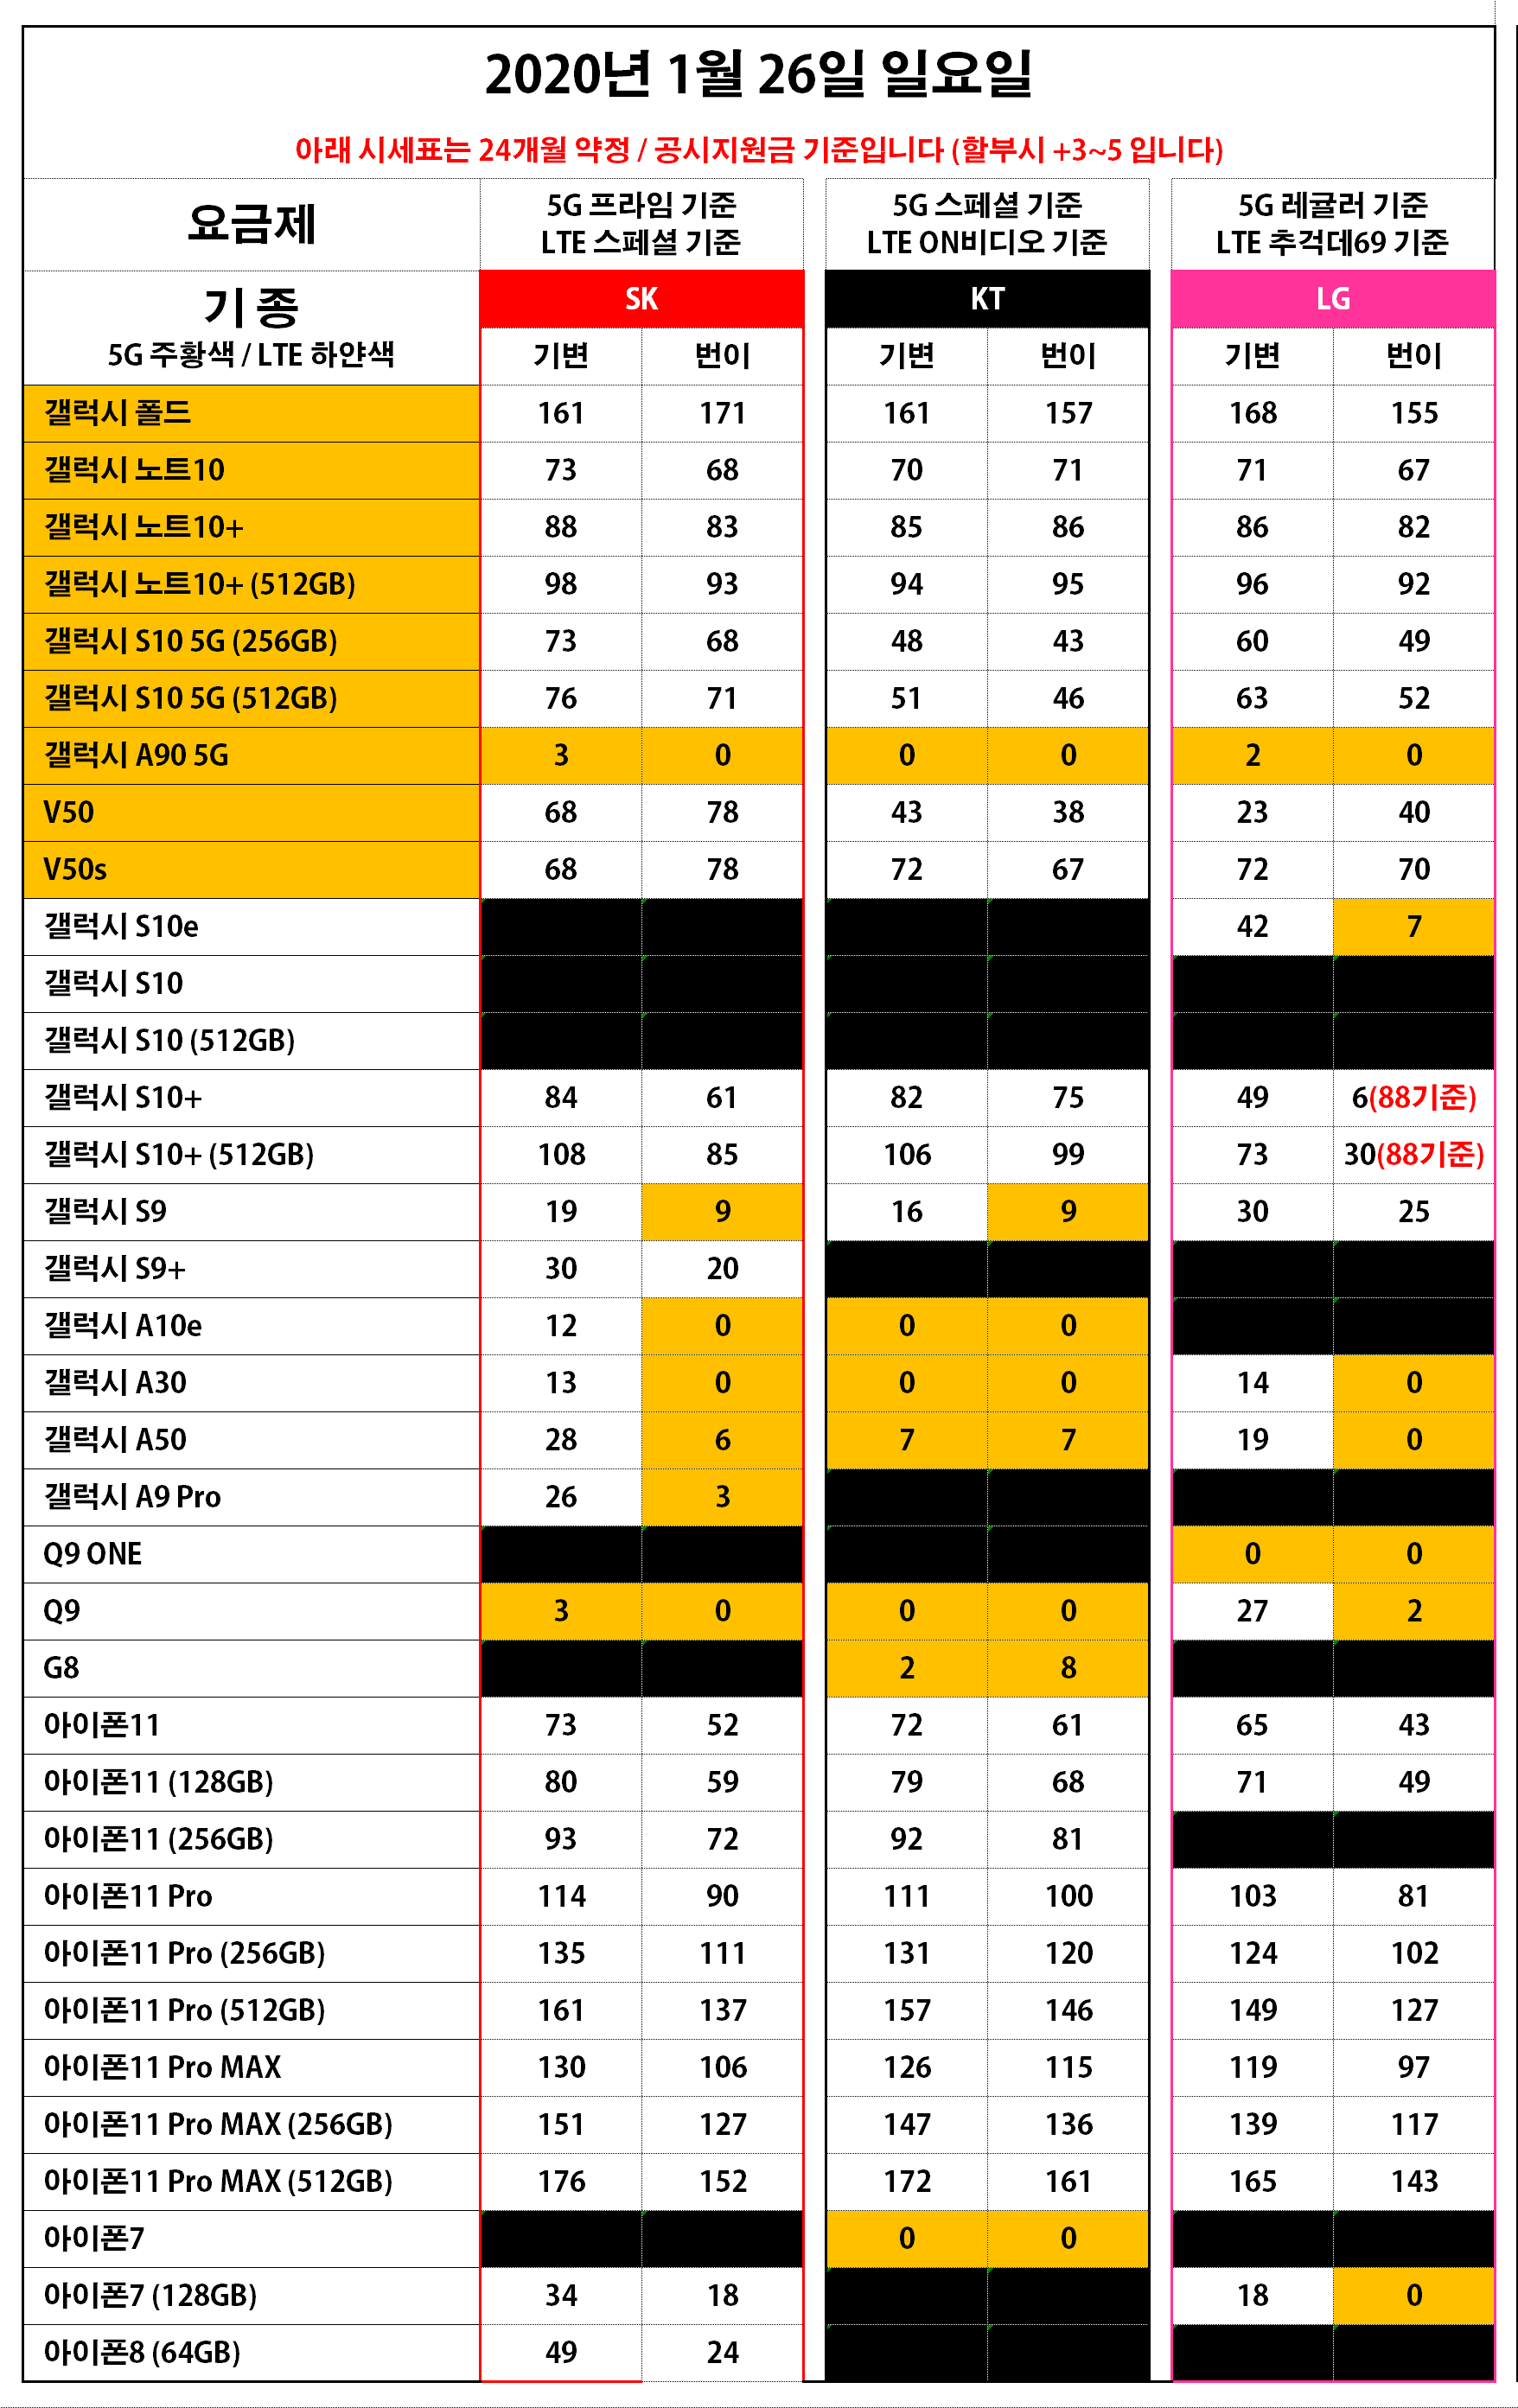 2020년 1월 26일 일요일
아래 시세표는 24개월 약정 / 공시지원금 기준입니다 (할부시 +3~5 입니다)
요금제
5G 프라임 기준
LTE 스페셜 기준
5G 스페셜 기준
LTE ON비디오 기준
5G 레귤러 기준
LTE 추걱데69 기준
기 종
5G 주황색 / LTE 하얀색
SK KT LG
기변 번이 기변 번이 기변 번이
갤럭시 폴드 161 171 161 157 168 155
갤럭시 노트10 73 68 70 71 71 67
갤럭시 노트10+ 88 83 85 86 86 82
갤럭시 노트10+ (512GB) 98 93 94 95 96 92
갤럭시 S10 5G (256GB) 73 68 48 43 60 49
갤럭시 S10 5G (512GB) 76 71 51 46 63 52
갤럭시 A90 5G 3 0 0 0 2 0
V50 68 78 43 38 23 40
V50s 68 78 72 67 72 70
갤럭시 S10e 42 7
갤럭시 S10
갤럭시 S10 (512GB)
갤럭시 S10+ 84 61 82 75 49 6(88기준)
갤럭시 S10+ (512GB) 108 85 106 99 73 30(88기준)
갤럭시 S9 19 9 16 9 30 25
갤럭시 S9+ 30 20
갤럭시 A10e 12 0 0 0
갤럭시 A30 13 0 0 0 14 0
갤럭시 A50 28 6 7 7 19 0
갤럭시 A9 Pro 26 3
Q9 ONE 0 0
Q9 3 0 0 0 27 2
G8 2 8
아이폰11 73 52 72 61 65 43
아이폰11 (128GB) 80 59 79 68 71 49
아이폰11 (256GB) 93 72 92 81
아이폰11 Pro 114 90 111 100 103 81
아이폰11 Pro (256GB) 135 111 131 120 124 102
아이폰11 Pro (512GB) 161 137 157 146 149 127
아이폰11 Pro MAX 130 106 126 115 119 97
아이폰11 Pro MAX (256GB) 151 127 147 136 139 117
아이폰11 Pro MAX (512GB) 176 152 172 161 165 143
아이폰7 0 0
아이폰7 (128GB) 34 18 18 0
아이폰8 (64GB) 49 24